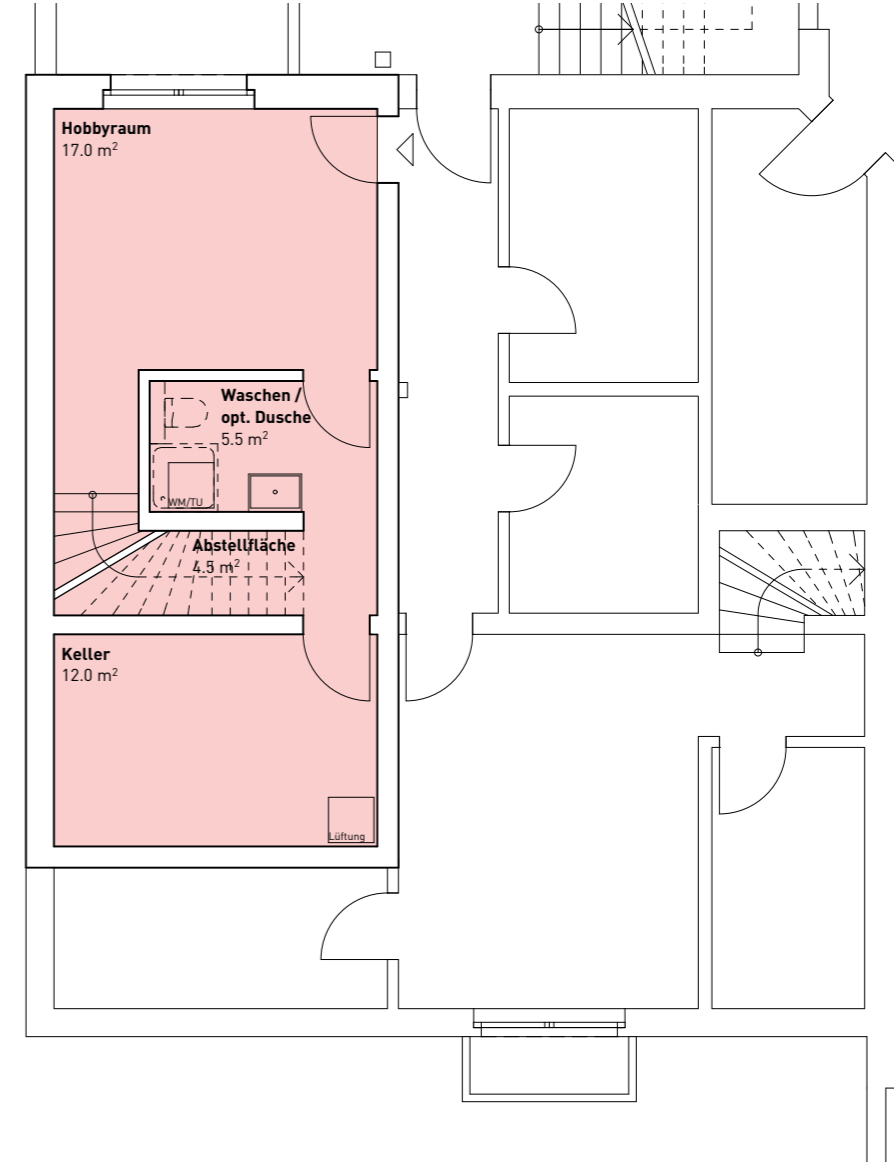 Hobbyraum
17.0 m²
Waschen /
opt. Dusche
5.5 m²
WM/TU
Abstellfläche
4.5 m²
Keller
12.0 m²
Lüftung